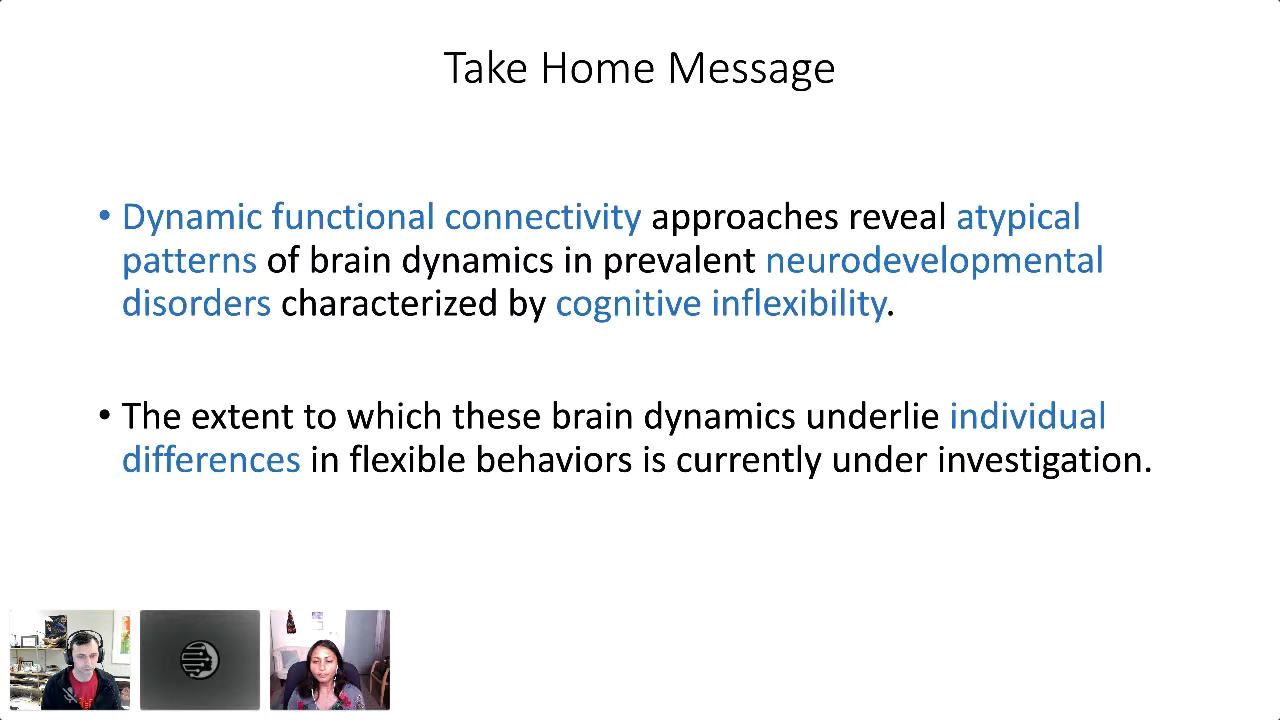 Take Home Message
• Dynamic functional connectivity approaches reveal atypical
patterns of brain dynamics in prevalent neurodevelopmental
disorders characterized by cognitive inflexibility.
• The extent to which these brain dynamics underlie individual
differences in flexible behaviors is currently under investigation.